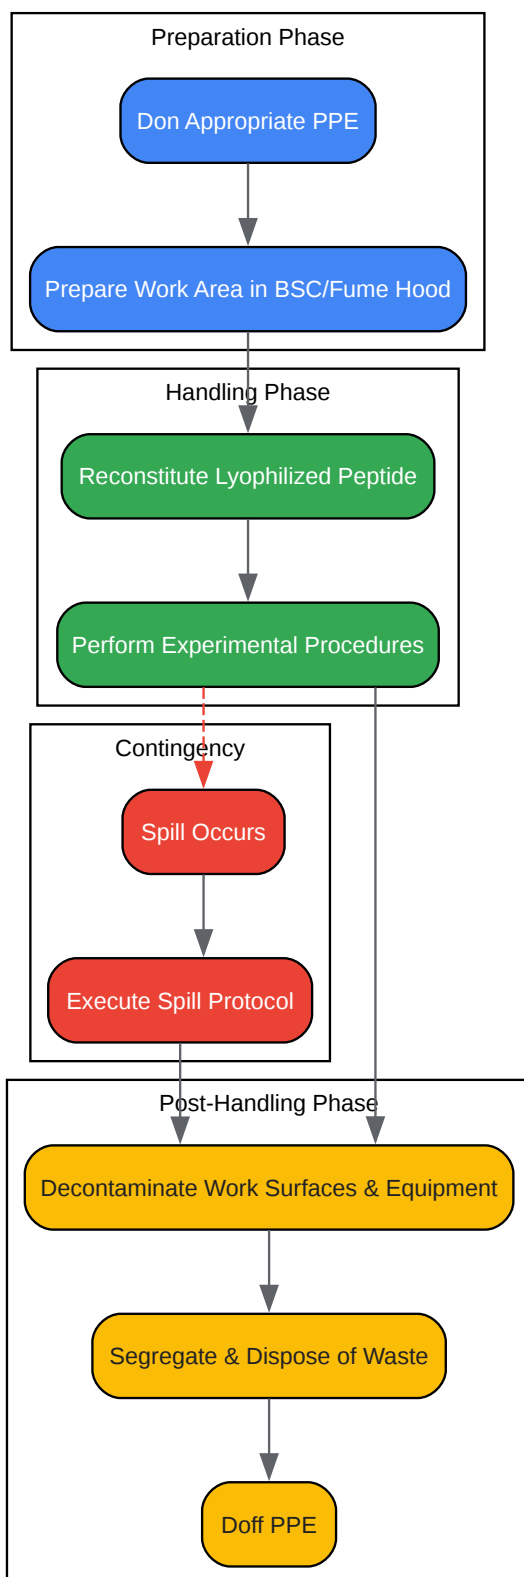 Preparation Phase
Don Appropriate PPE
Prepare Work Area in BSC/Fume Hood
Handling Phase
Reconstitute Lyophilized Peptide
Perform Experimental Procedures
Contingency
Spill Occurs
Execute Spill Protocol
Post-Handling Phase
Decontaminate Work Surfaces & Equipment
Segregate & Dispose of Waste
Doff PPE